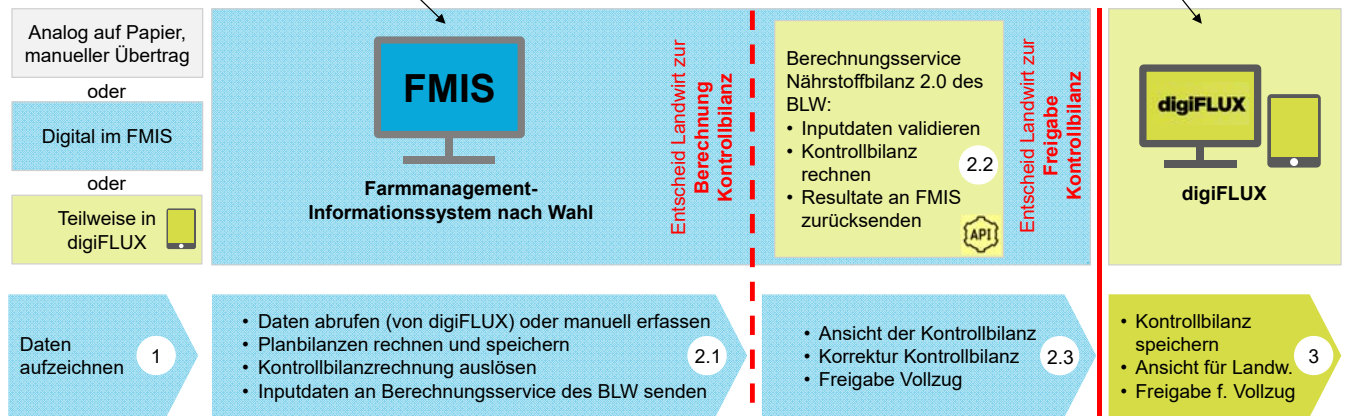 Analog auf Papier,
manueller Übertrag
oder
Digital im FMIS
oder
Teilweise in
digiFLUX
FMIS
Farmmanagement-
Informationssystem nach Wahl
Entscheid Landwirt zur
Berechnung
Kontrollbilanz
Berechnungsservice
Nährstoffbilanz 2.0 des
BLW:
• Inputdaten validieren
• Kontrollbilanz
rechnen
• Resultate an FMIS
zurücksenden
2.2
API
Entscheid Landwirt zur
Freigabe
Kontrollbilanz
digiFLUX
digiFLUX
Daten
aufzeichnen
1
• Daten abrufen (von digiFLUX) oder manuell erfassen
• Planbilanzen rechnen und speichern
• Kontrollbilanzrechnung auslösen
• Inputdaten an Berechnungsservice des BLW senden
2.1
• Ansicht der Kontrollbilanz
• Korrektur Kontrollbilanz
• Freigabe Vollzug
2.3
• Kontrollbilanz
speichern
• Ansicht für Landw.
• Freigabe f. Vollzug
3